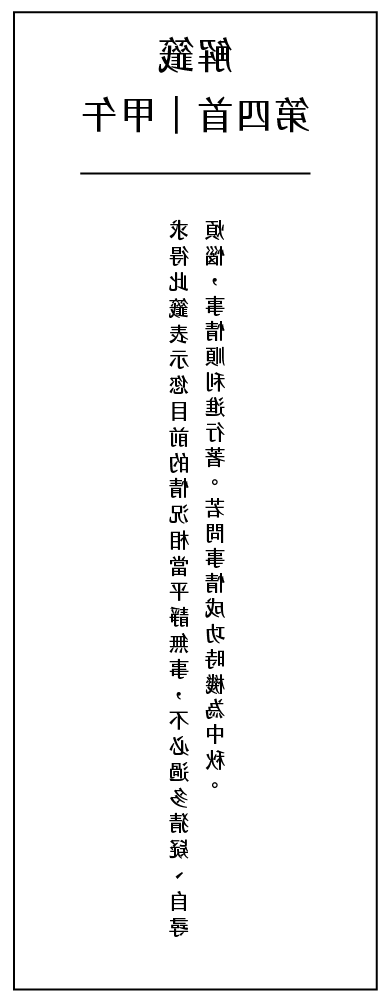 解籤
第四首｜甲午
求得此籤表示您目前的情況相當平靜無事，不必過多猜疑、自尋
煩惱，事情順利進行著。若問事情成功時機為中秋。